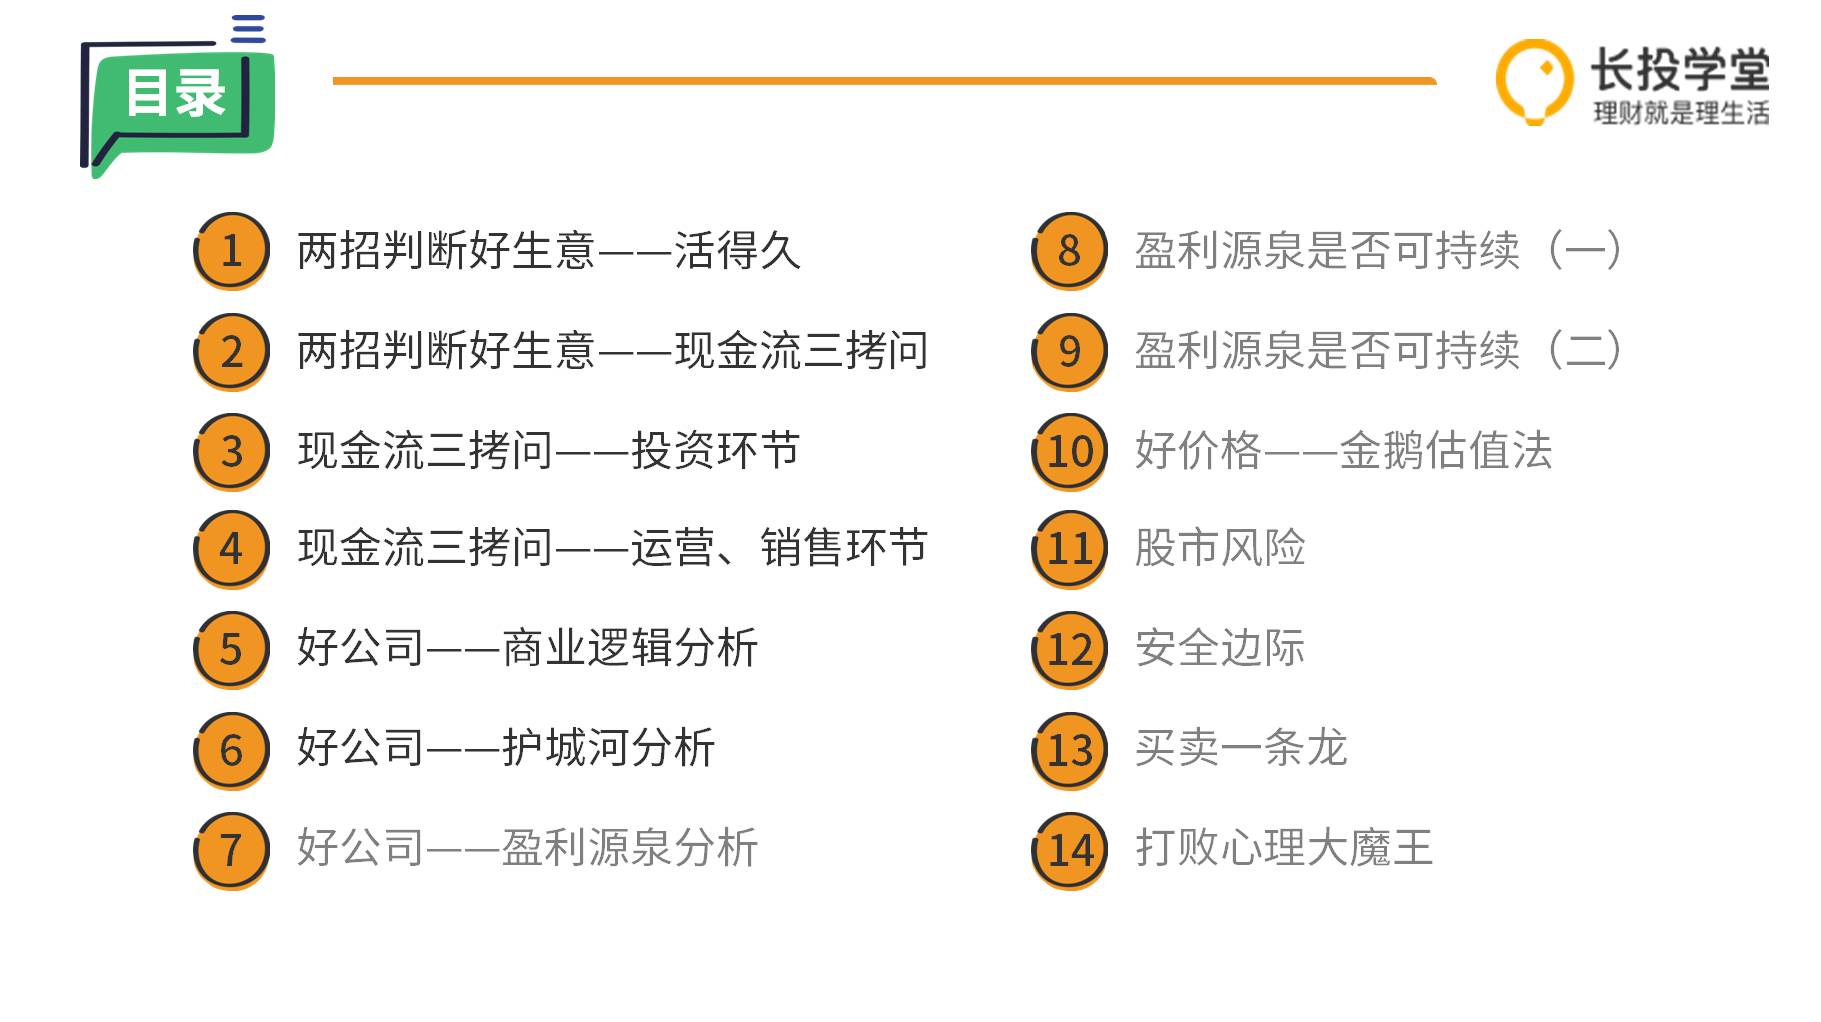 目录
长投学堂
理财就是理生活
1 两招判断好生意——活得久
2 两招判断好生意——现金流三拷问
3 现金流三拷问——投资环节
4 现金流三拷问——运营、销售环节
5 好公司——商业逻辑分析
6 好公司——护城河分析
7 好公司——盈利源泉分析
8 盈利源泉是否可持续（一）
9 盈利源泉是否可持续（二）
10 好价格——金鹅估值法
11 股市风险
12 安全边际
13 买卖一条龙
14 打败心理大魔王